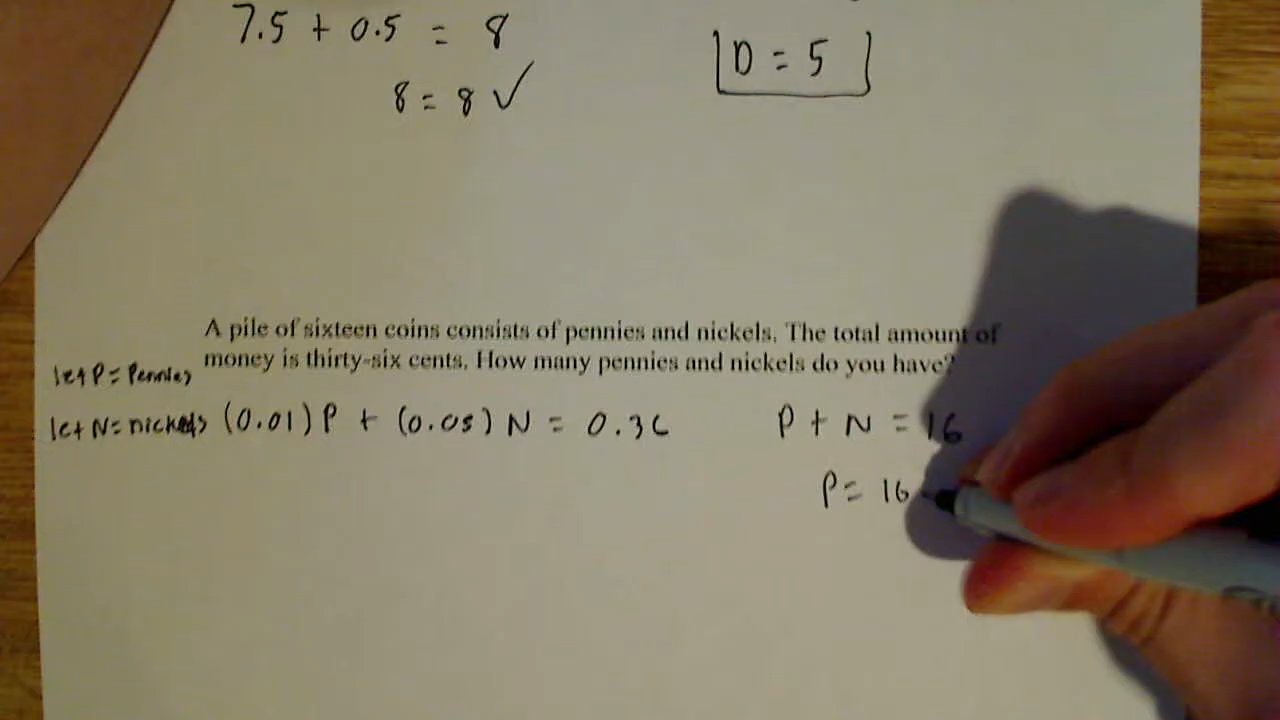 7.5 + 0.5 = 8
8 = 8 ✓
D = 5
A pile of sixteen coins consists of pennies and nickels. The total amount of
money is thirty-six cents. How many pennies and nickels do you have?
let P = Pennies
let N = nickels (0.01) P + (0.05) N = 0.36
P + N = 16
P = 16 -